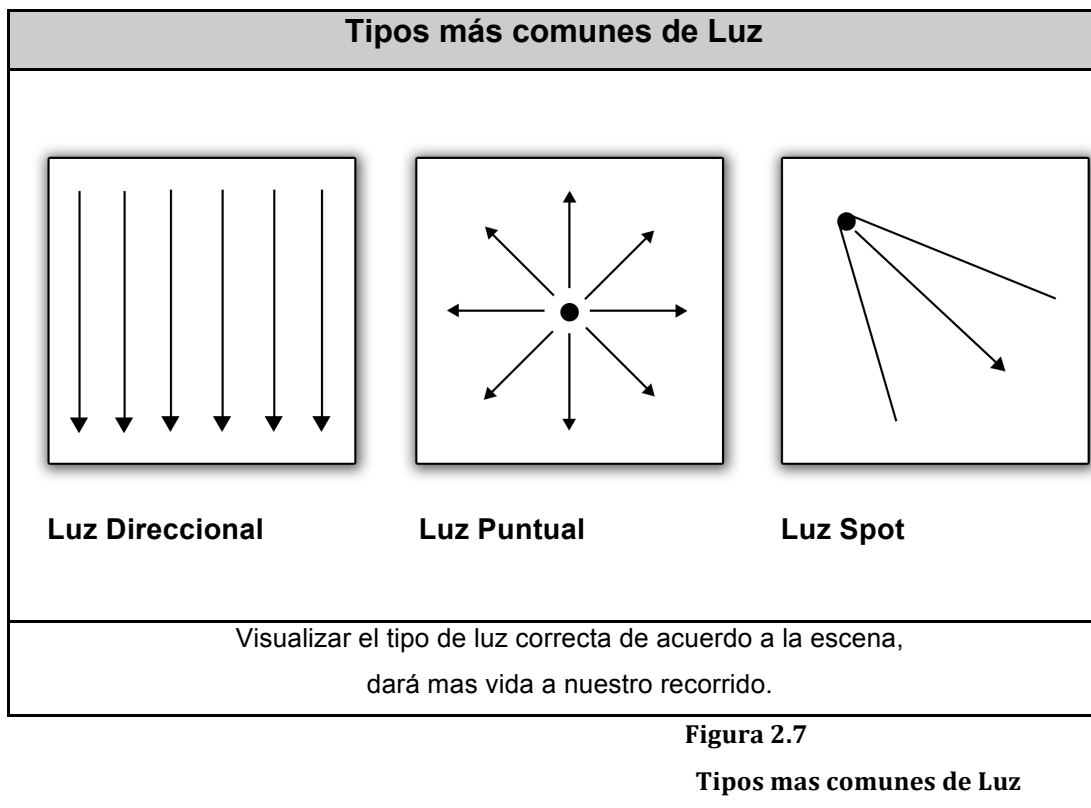 Tipos más comunes de Luz
Luz Direccional
Luz Puntual
Luz Spot
Visualizar el tipo de luz correcta de acuerdo a la escena,
dará mas vida a nuestro recorrido.
Figura 2.7
Tipos mas comunes de Luz